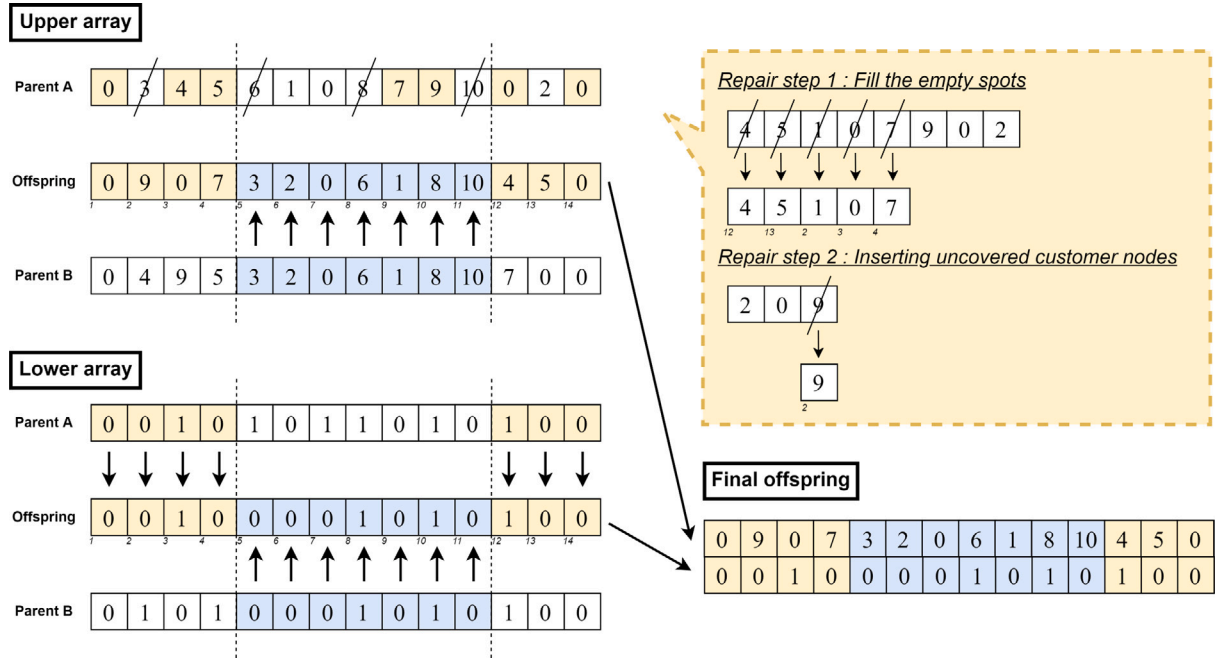 Upper array
Parent A 0 3 4 5 6 1 0 8 7 9 10 0 2 0
Offspring 0 9 0 7 3 2 0 6 1 8 10 4 5 0
1 2 3 4 5 6 7 8 9 10 11 12 13 14
Parent B 0 4 9 5 3 2 0 6 1 8 10 7 0 0
Repair step 1 : Fill the empty spots
4 5 1 0 7 9 0 2
4 5 1 0 7
12 13 2 3 4
Repair step 2 : Inserting uncovered customer nodes
2 0 9
9
2
Lower array
Parent A 0 0 1 0 1 0 1 1 0 1 0 1 0 0
Offspring 0 0 1 0 0 0 0 1 0 1 0 1 0 0
1 2 3 4 5 6 7 8 9 10 11 12 13 14
Parent B 0 1 0 1 0 0 0 1 0 1 0 1 0 0
Final offspring
0 9 0 7 3 2 0 6 1 8 10 4 5 0
0 0 1 0 0 0 0 1 0 1 0 1 0 0